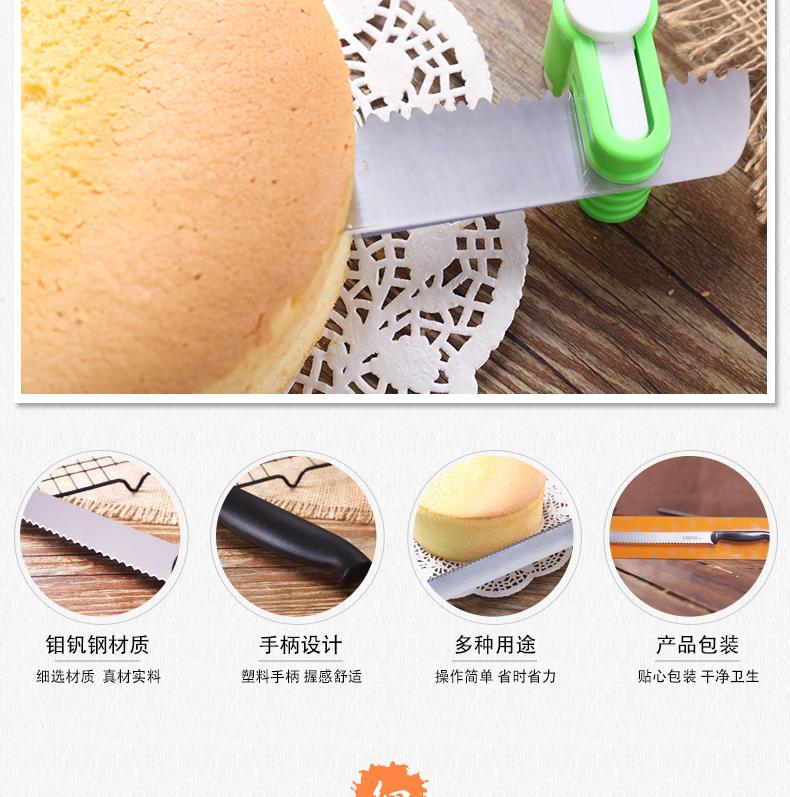 钼钒钢材质
手柄设计
多种用途
产品包装
细选材质 真材实料
塑料手柄 握感舒适
操作简单 省时省力
贴心包装 干净卫生